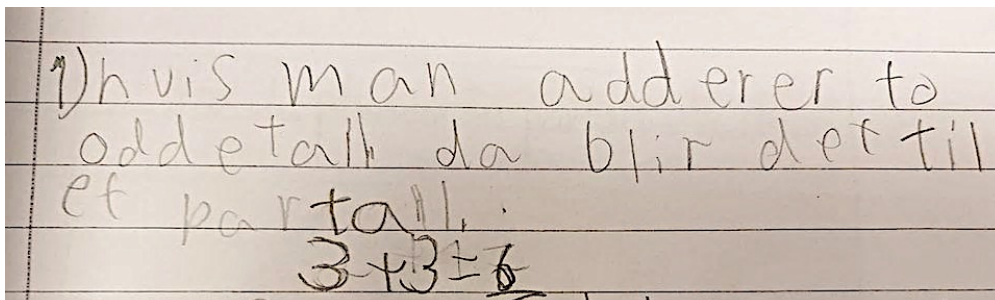 1) hvis man adderer to
oddetall da blir det til
et partall.
3+3=6